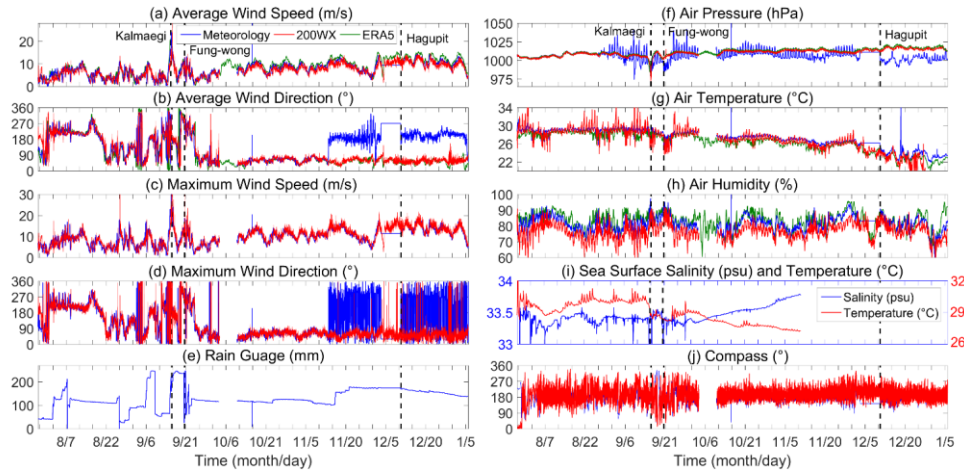 (a) Average Wind Speed (m/s)
Kalmaegi
Meteorology 200WX ERA5
Fung-wong
Hagupit
20
10
0
(b) Average Wind Direction (°)
360
270
180
90
0
(c) Maximum Wind Speed (m/s)
30
20
10
0
(d) Maximum Wind Direction (°)
360
270
180
90
0
(e) Rain Guage (mm)
200
100
0
8/7 8/22 9/6 9/21 10/6 10/21 11/5 11/20 12/5 12/20 1/5
Time (month/day)
(f) Air Pressure (hPa)
Kalmaegi Fung-wong
Hagupit
1050
1025
1000
975
(g) Air Temperature (°C)
34
30
26
22
(h) Air Humidity (%)
100
90
80
70
60
(i) Sea Surface Salinity (psu) and Temperature (°C)
34
33.5
33
32
29
26
Salinity (psu)
Temperature (°C)
(j) Compass (°)
360
270
180
90
0
8/7 8/22 9/6 9/21 10/6 10/21 11/5 11/20 12/5 12/20 1/5
Time (month/day)